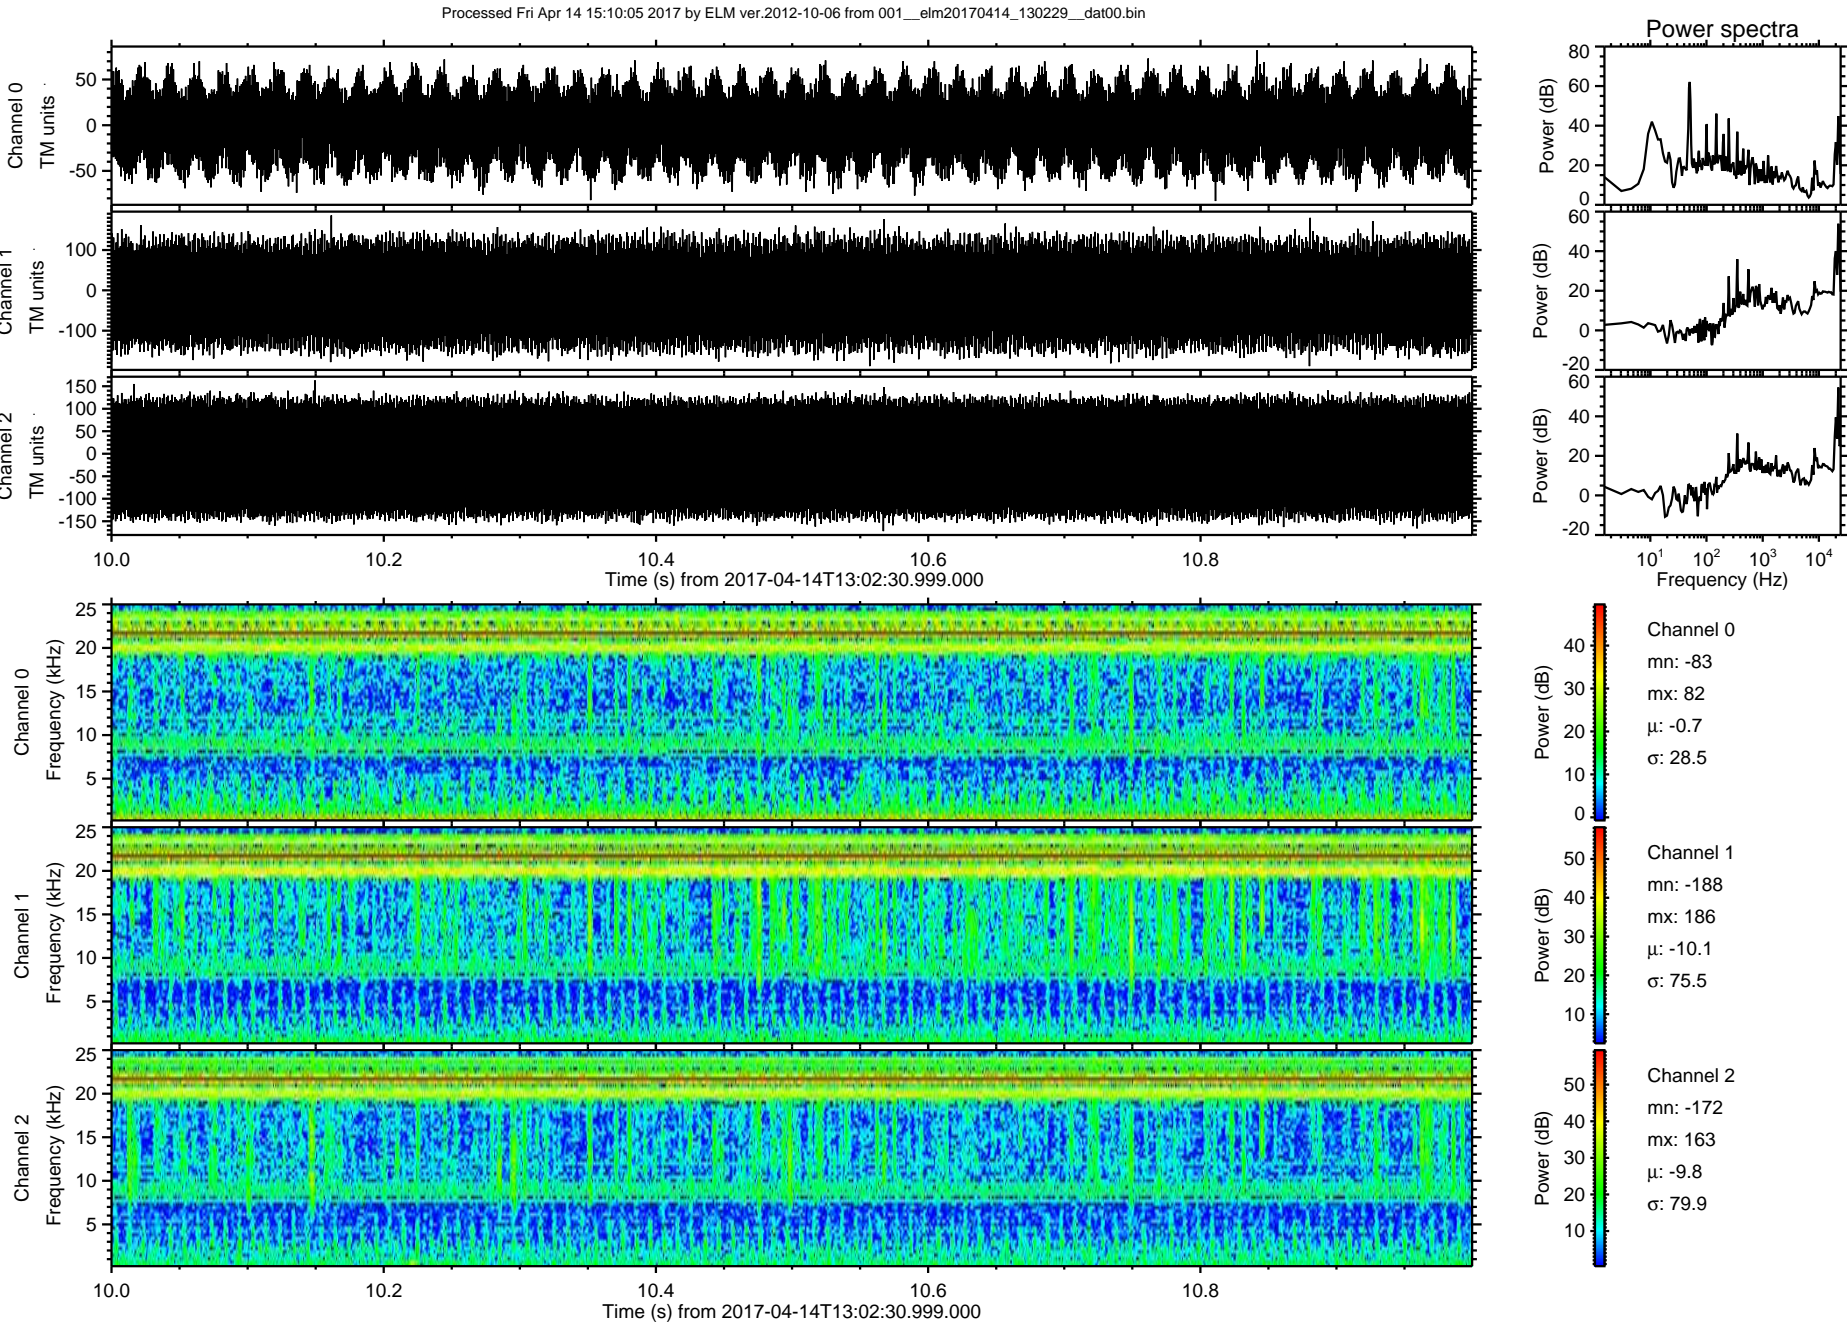 Processed Fri Apr 14 15:10:05 2017 by ELM ver.2012-10-06 from 001__elm20170414_130229__dat00.bin
Power spectra
Channel 0
TM units
50
0
-50
Power (dB)
80
60
40
20
0
Channel 1
TM units
100
0
-100
Power (dB)
60
40
20
0
-20
Channel 2
TM units
150
100
50
0
-50
-100
-150
Power (dB)
60
40
20
0
-20
10.0 10.2 10.4 10.6 10.8
Time (s) from 2017-04-14T13:02:30.999.000
10¹ 10² 10³ 10⁴
Frequency (Hz)
Channel 0
Frequency (kHz)
25
20
15
10
5
Power (dB)
40
30
20
10
0
Channel 0
mn: -83
mx: 82
μ: -0.7
σ: 28.5
Channel 1
Frequency (kHz)
25
20
15
10
5
Power (dB)
50
40
30
20
10
Channel 1
mn: -188
mx: 186
μ: -10.1
σ: 75.5
Channel 2
Frequency (kHz)
25
20
15
10
5
Power (dB)
50
40
30
20
10
Channel 2
mn: -172
mx: 163
μ: -9.8
σ: 79.9
10.0 10.2 10.4 10.6 10.8
Time (s) from 2017-04-14T13:02:30.999.000